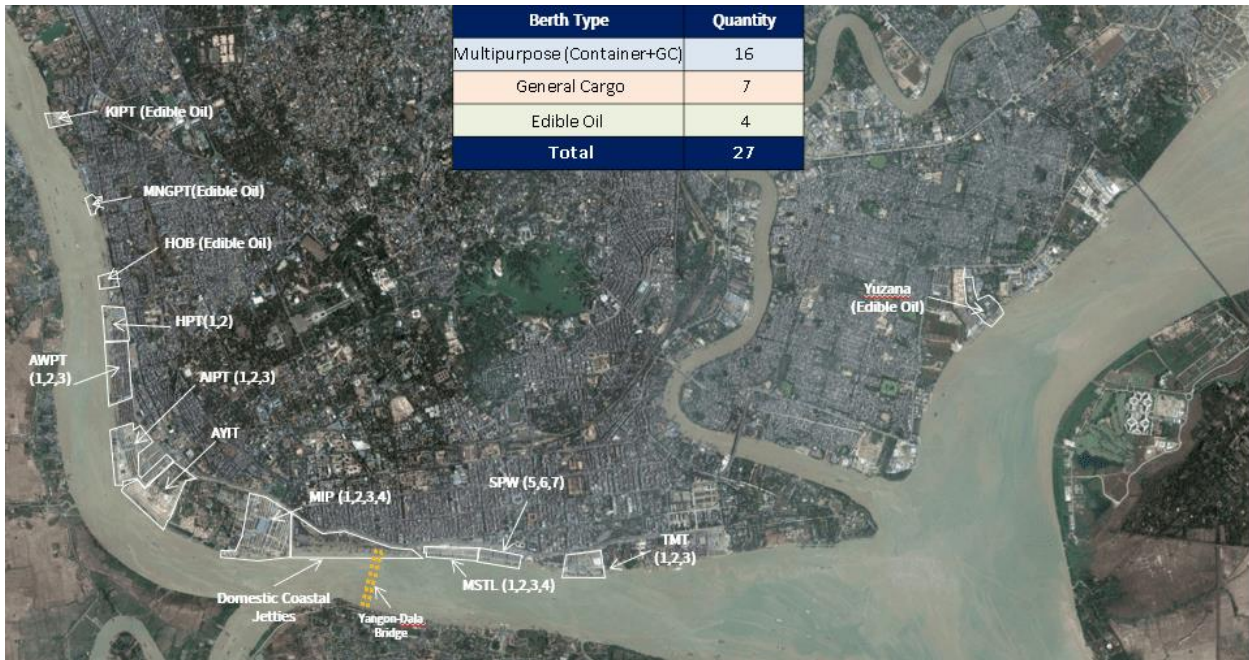 Berth Type Quantity
Multipurpose (Container+GC) 16
General Cargo 7
Edible Oil 4
Total 27
KIPT (Edible Oil)
MNGPT(Edible Oil)
HOB (Edible Oil)
HPT(1,2)
AWPT
(1,2,3)
AIPT (1,2,3)
AYIT
MIP (1,2,3,4)
SPW (5,6,7)
TMT
(1,2,3)
MSTL (1,2,3,4)
Domestic Coastal
Jetties
Yangon-Dala
Bridge
Yuzana
(Edible Oil)